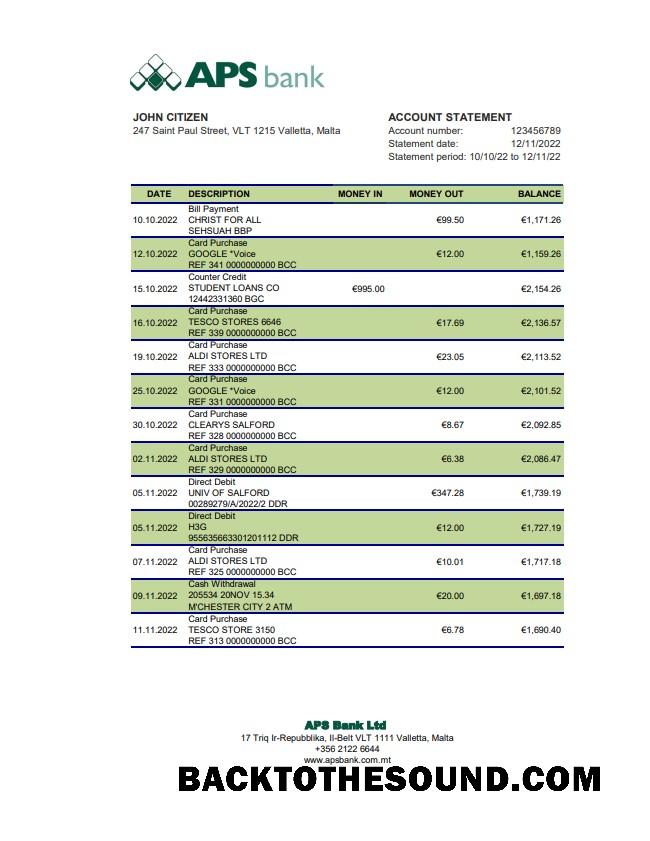 APS bank
JOHN CITIZEN
247 Saint Paul Street, VLT 1215 Valletta, Malta
ACCOUNT STATEMENT
Account number: 123456789
Statement date: 12/11/2022
Statement period: 10/10/22 to 12/11/22
DATE DESCRIPTION MONEY IN MONEY OUT BALANCE
Bill Payment
10.10.2022 CHRIST FOR ALL €99.50 €1,171.26
SEHSUAH BBP
Card Purchase
12.10.2022 GOOGLE *Voice €12.00 €1,159.26
REF 341 0000000000 BCC
Counter Credit
15.10.2022 STUDENT LOANS CO €995.00 €2,154.26
12442331360 BGC
Card Purchase
16.10.2022 TESCO STORES 6646 €17.69 €2,136.57
REF 339 0000000000 BCC
Card Purchase
19.10.2022 ALDI STORES LTD €23.05 €2,113.52
REF 333 0000000000 BCC
Card Purchase
25.10.2022 GOOGLE *Voice €12.00 €2,101.52
REF 331 0000000000 BCC
Card Purchase
30.10.2022 CLEARYS SALFORD €8.67 €2,092.85
REF 328 0000000000 BCC
Card Purchase
02.11.2022 ALDI STORES LTD €6.38 €2,086.47
REF 329 0000000000 BCC
Direct Debit
05.11.2022 UNIV OF SALFORD €347.28 €1,739.19
00289279/A/2022/2 DDR
Direct Debit
05.11.2022 H3G €12.00 €1,727.19
955635663301201112 DDR
Card Purchase
07.11.2022 ALDI STORES LTD €10.01 €1,717.18
REF 325 0000000000 BCC
Cash Withdrawal
09.11.2022 205534 20NOV 15.34 €20.00 €1,697.18
M'CHESTER CITY 2 ATM
Card Purchase
11.11.2022 TESCO STORE 3150 €6.78 €1,690.40
REF 313 0000000000 BCC
APS Bank Ltd
17 Triq Ir-Repubblika, Il-Belt VLT 1111 Valletta, Malta
+356 2122 6644
www.apsbank.com.mt
BACKTOTHESOUND.COM